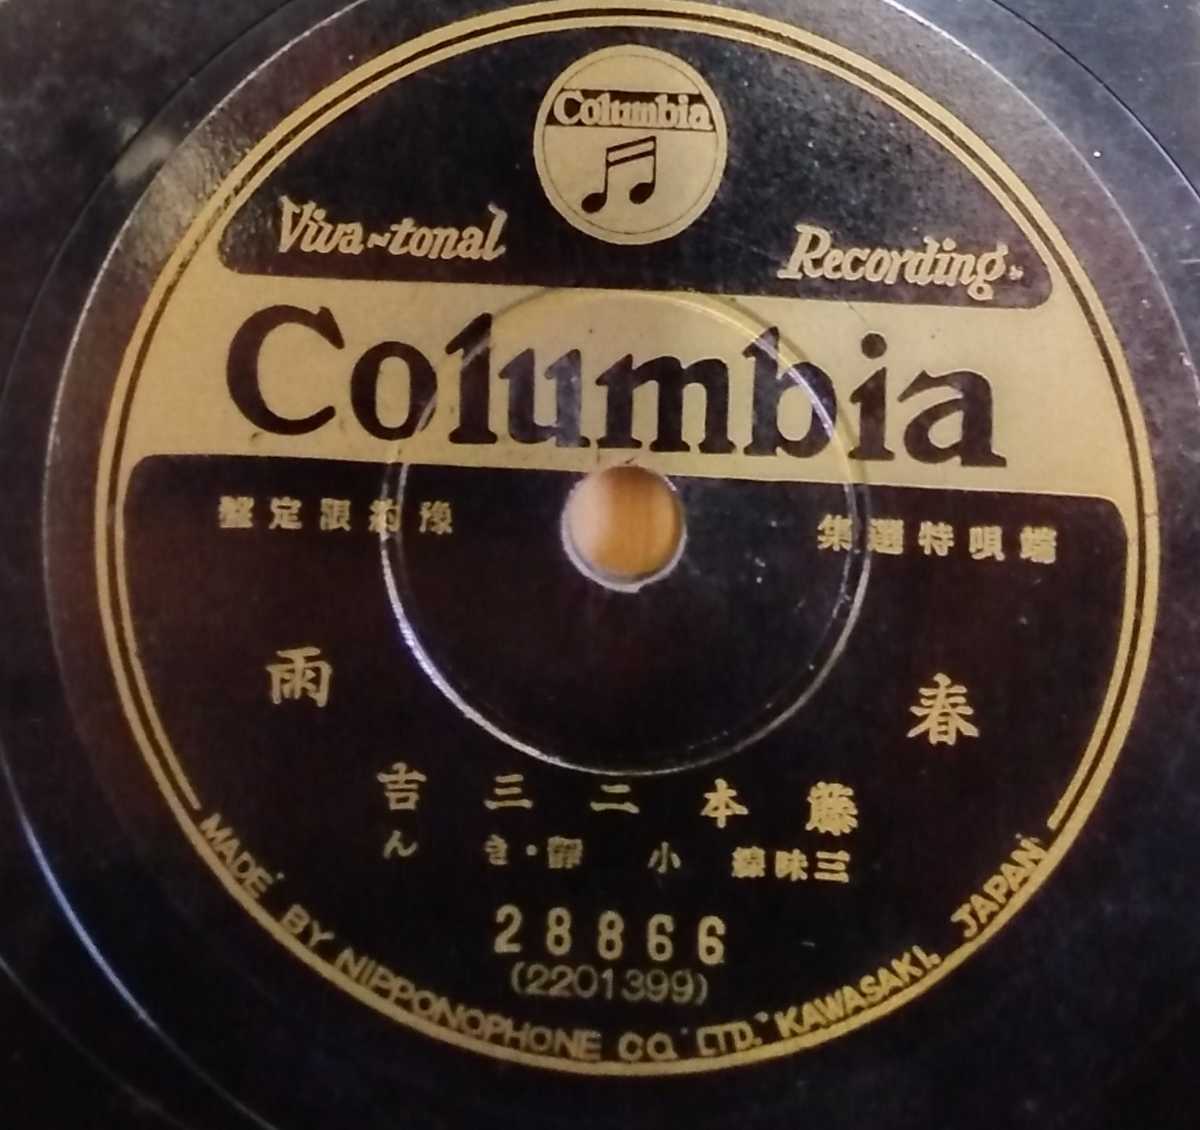 Columbia
Viva-tonal Recording
Columbia
端唄特選集
豫約限定盤
春雨
藤本二三吉
三味線 小靜・きん
28866
(2201399)
MADE BY NIPPONOPHONE CO. LTD. KAWASAKI, JAPAN